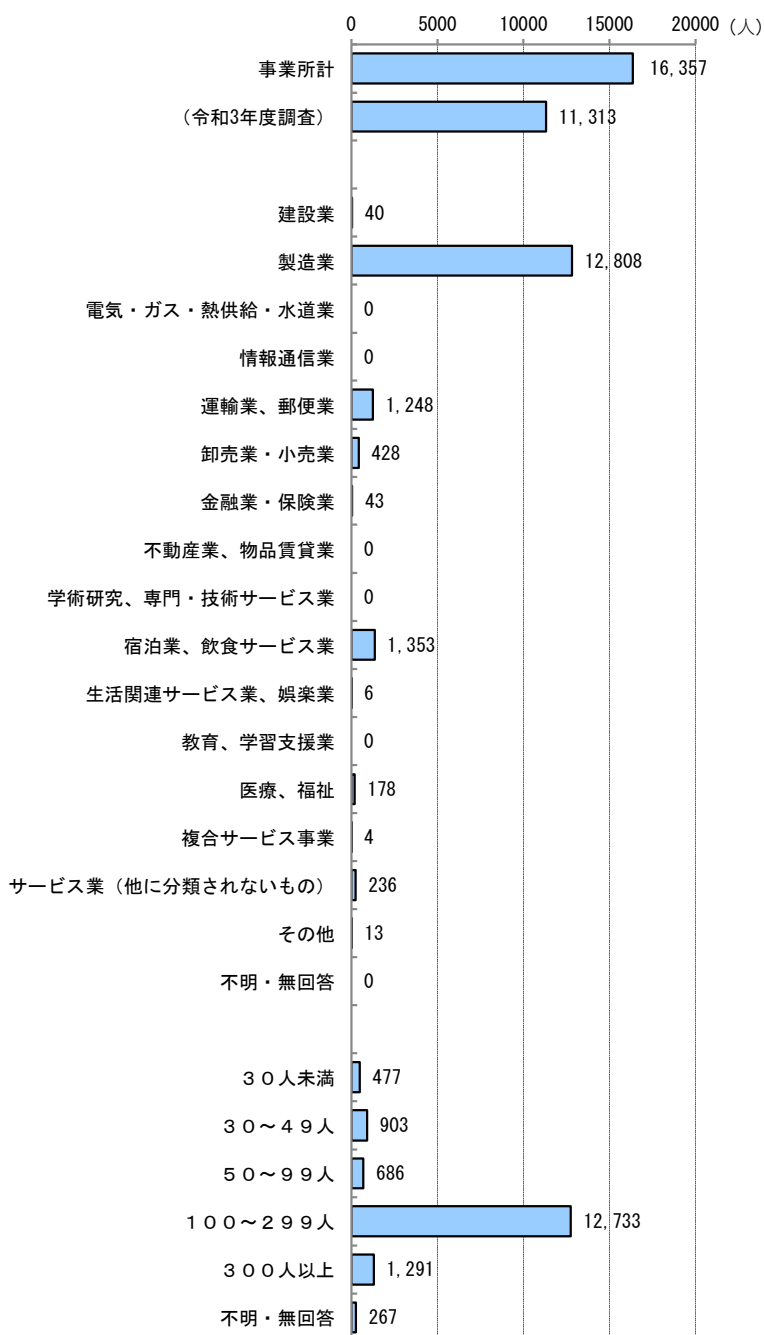 0 5000 10000 15000 20000 (人)
事業所計 16,357
(令和3年度調査) 11,313
建設業 40
製造業 12,808
電気・ガス・熱供給・水道業 0
情報通信業 0
運輸業、郵便業 1,248
卸売業・小売業 428
金融業・保険業 43
不動産業、物品賃貸業 0
学術研究、専門・技術サービス業 0
宿泊業、飲食サービス業 1,353
生活関連サービス業、娯楽業 6
教育、学習支援業 0
医療、福祉 178
複合サービス事業 4
サービス業(他に分類されないもの) 236
その他 13
不明・無回答 0
30人未満 477
30~49人 903
50~99人 686
100~299人 12,733
300人以上 1,291
不明・無回答 267